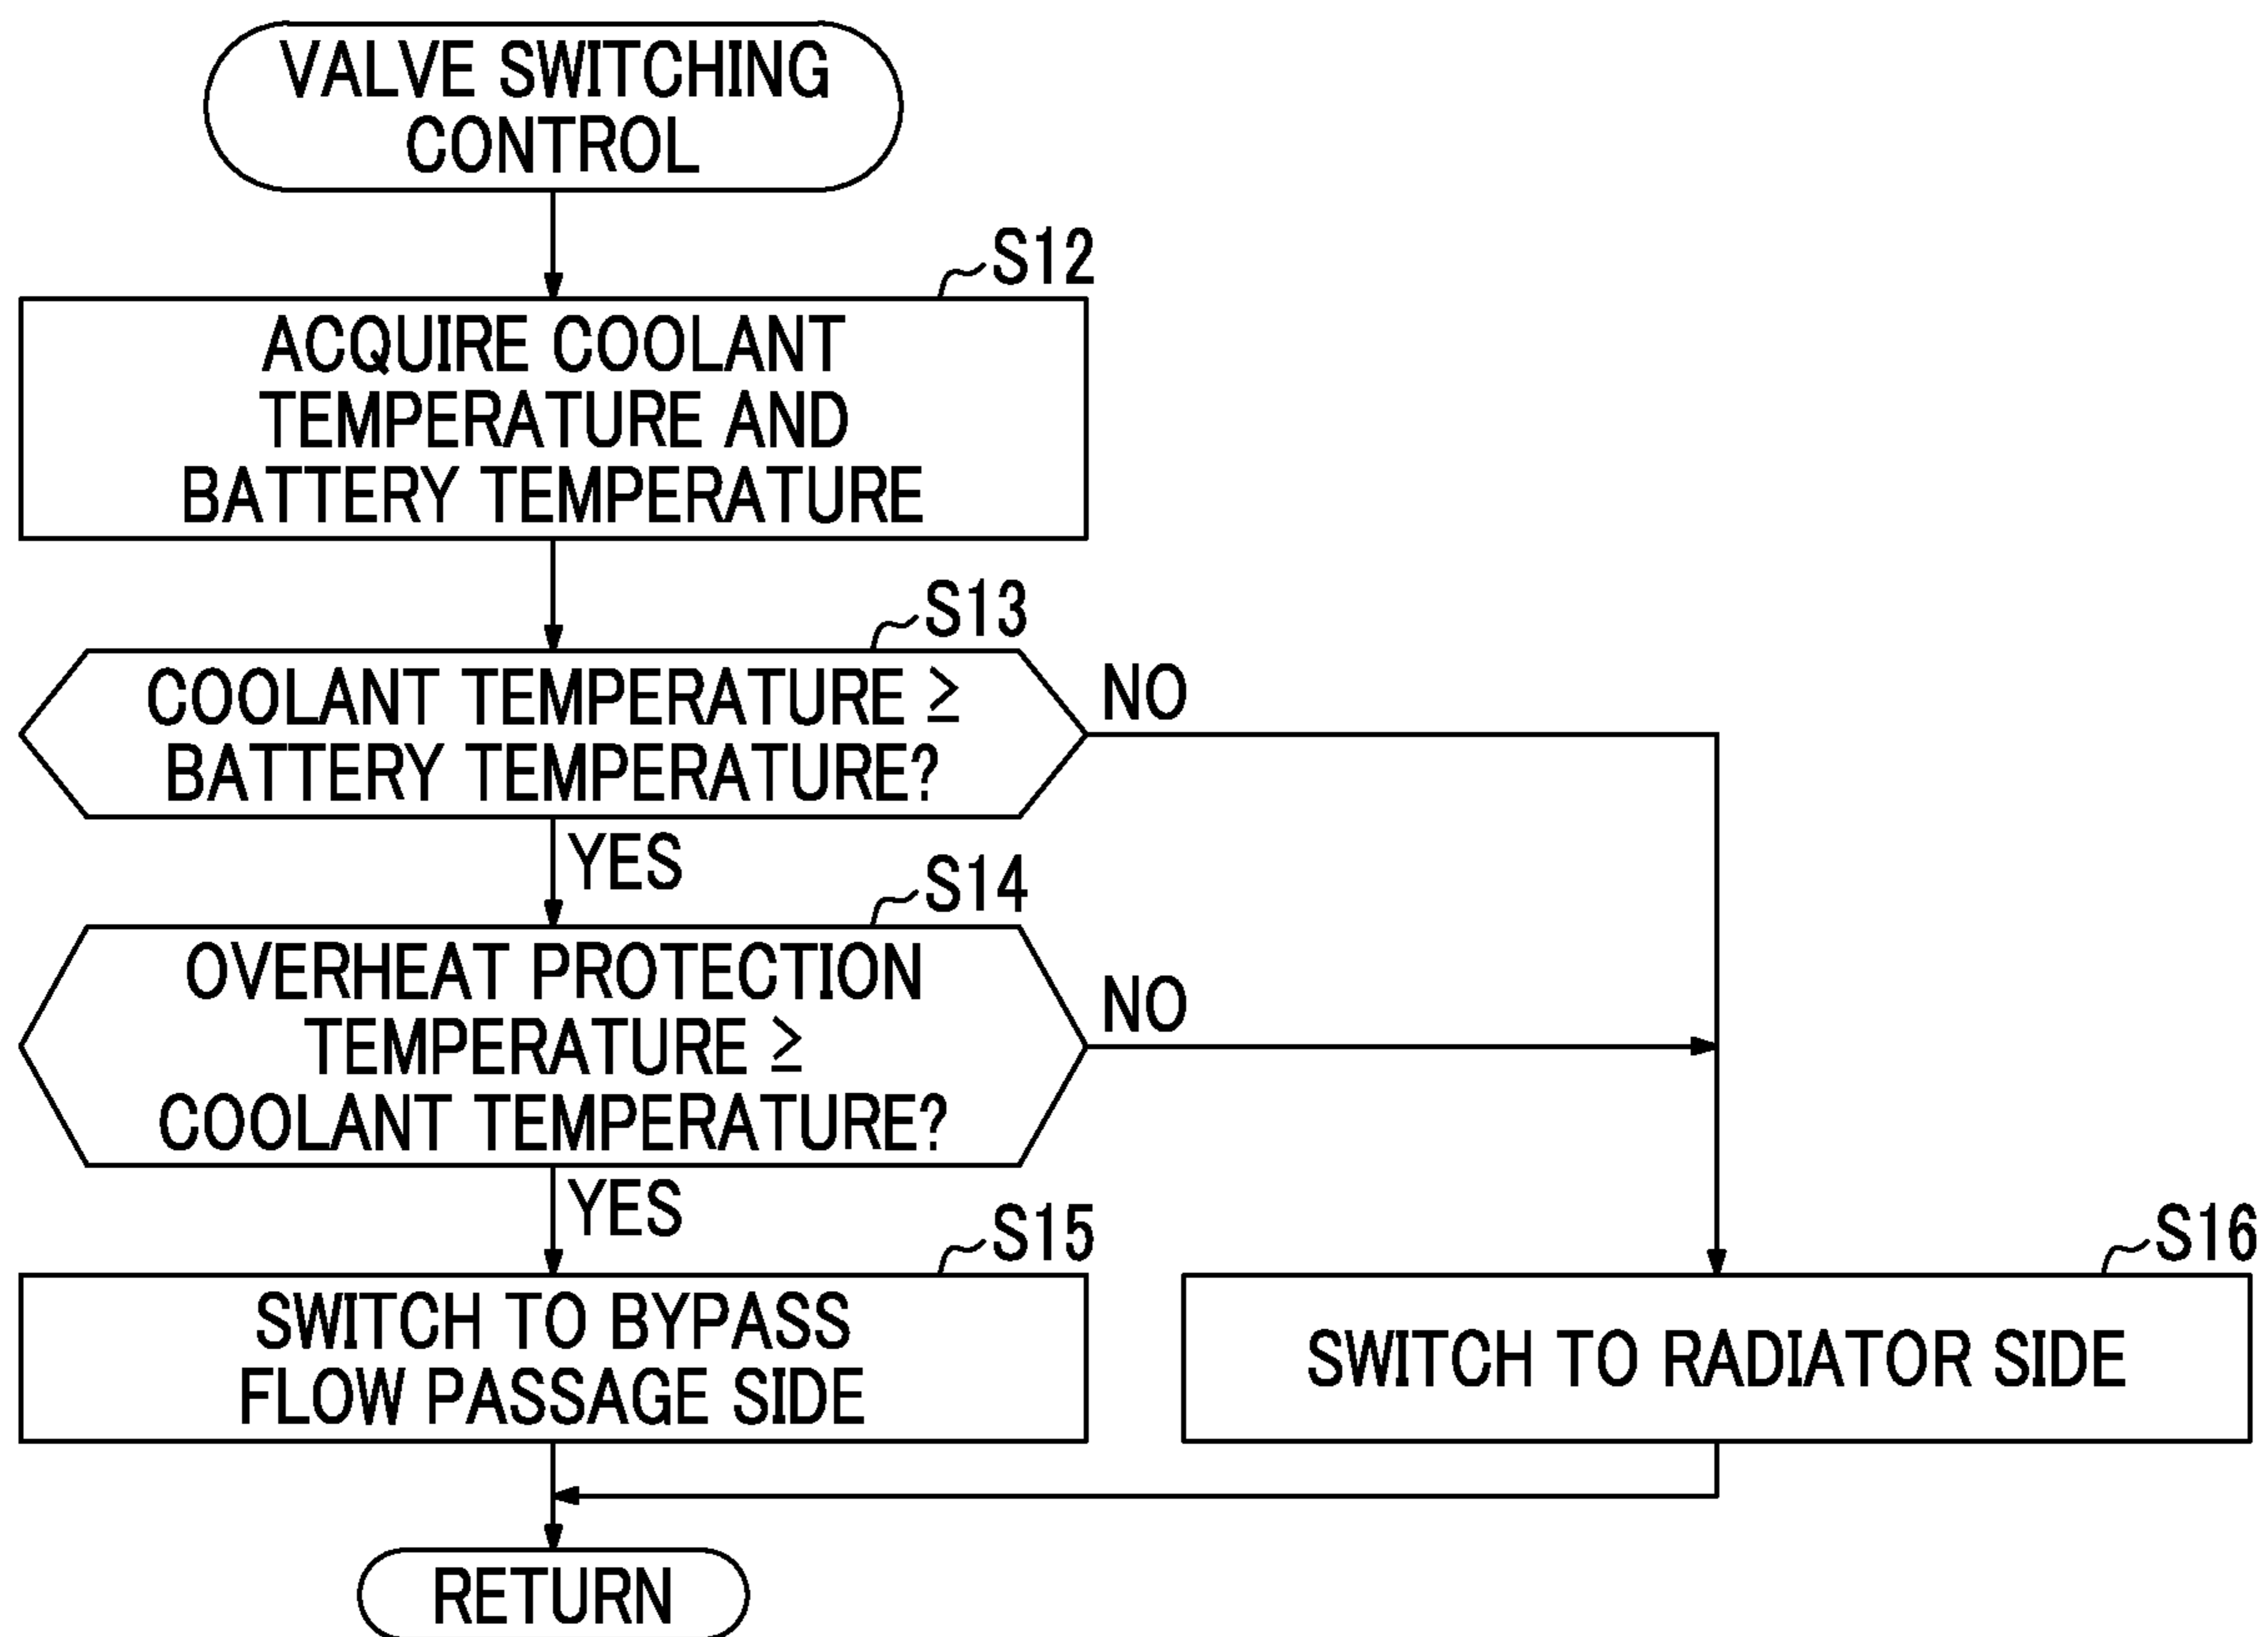 VALVE SWITCHING
CONTROL
S12
ACQUIRE COOLANT
TEMPERATURE AND
BATTERY TEMPERATURE
S13
COOLANT TEMPERATURE ≥
BATTERY TEMPERATURE?
NO
YES
S14
OVERHEAT PROTECTION
TEMPERATURE ≥
COOLANT TEMPERATURE?
NO
YES
S15
SWITCH TO BYPASS
FLOW PASSAGE SIDE
S16
SWITCH TO RADIATOR SIDE
RETURN